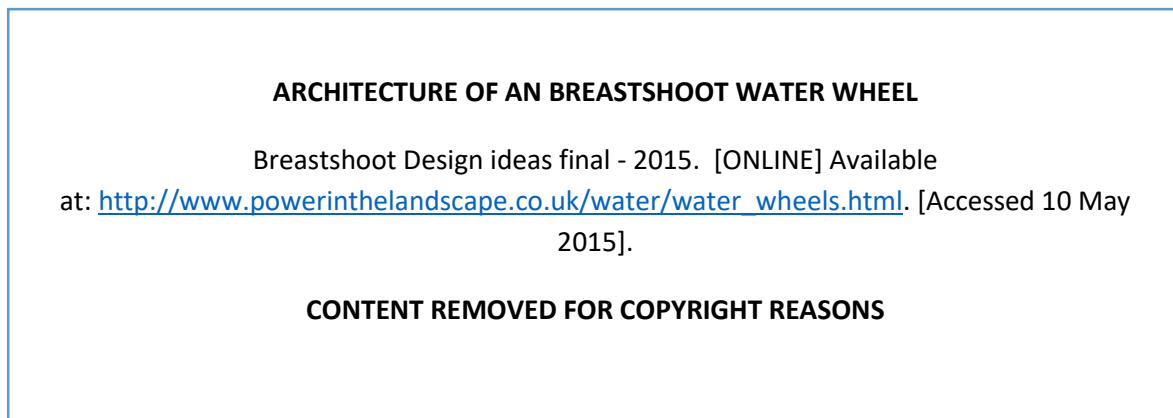 ARCHITECTURE OF AN BREASTSHOOT WATER WHEEL
Breastshoot Design ideas final - 2015.  [ONLINE] Available
at: http://www.powerinthelandscape.co.uk/water/water_wheels.html. [Accessed 10 May
2015].
CONTENT REMOVED FOR COPYRIGHT REASONS